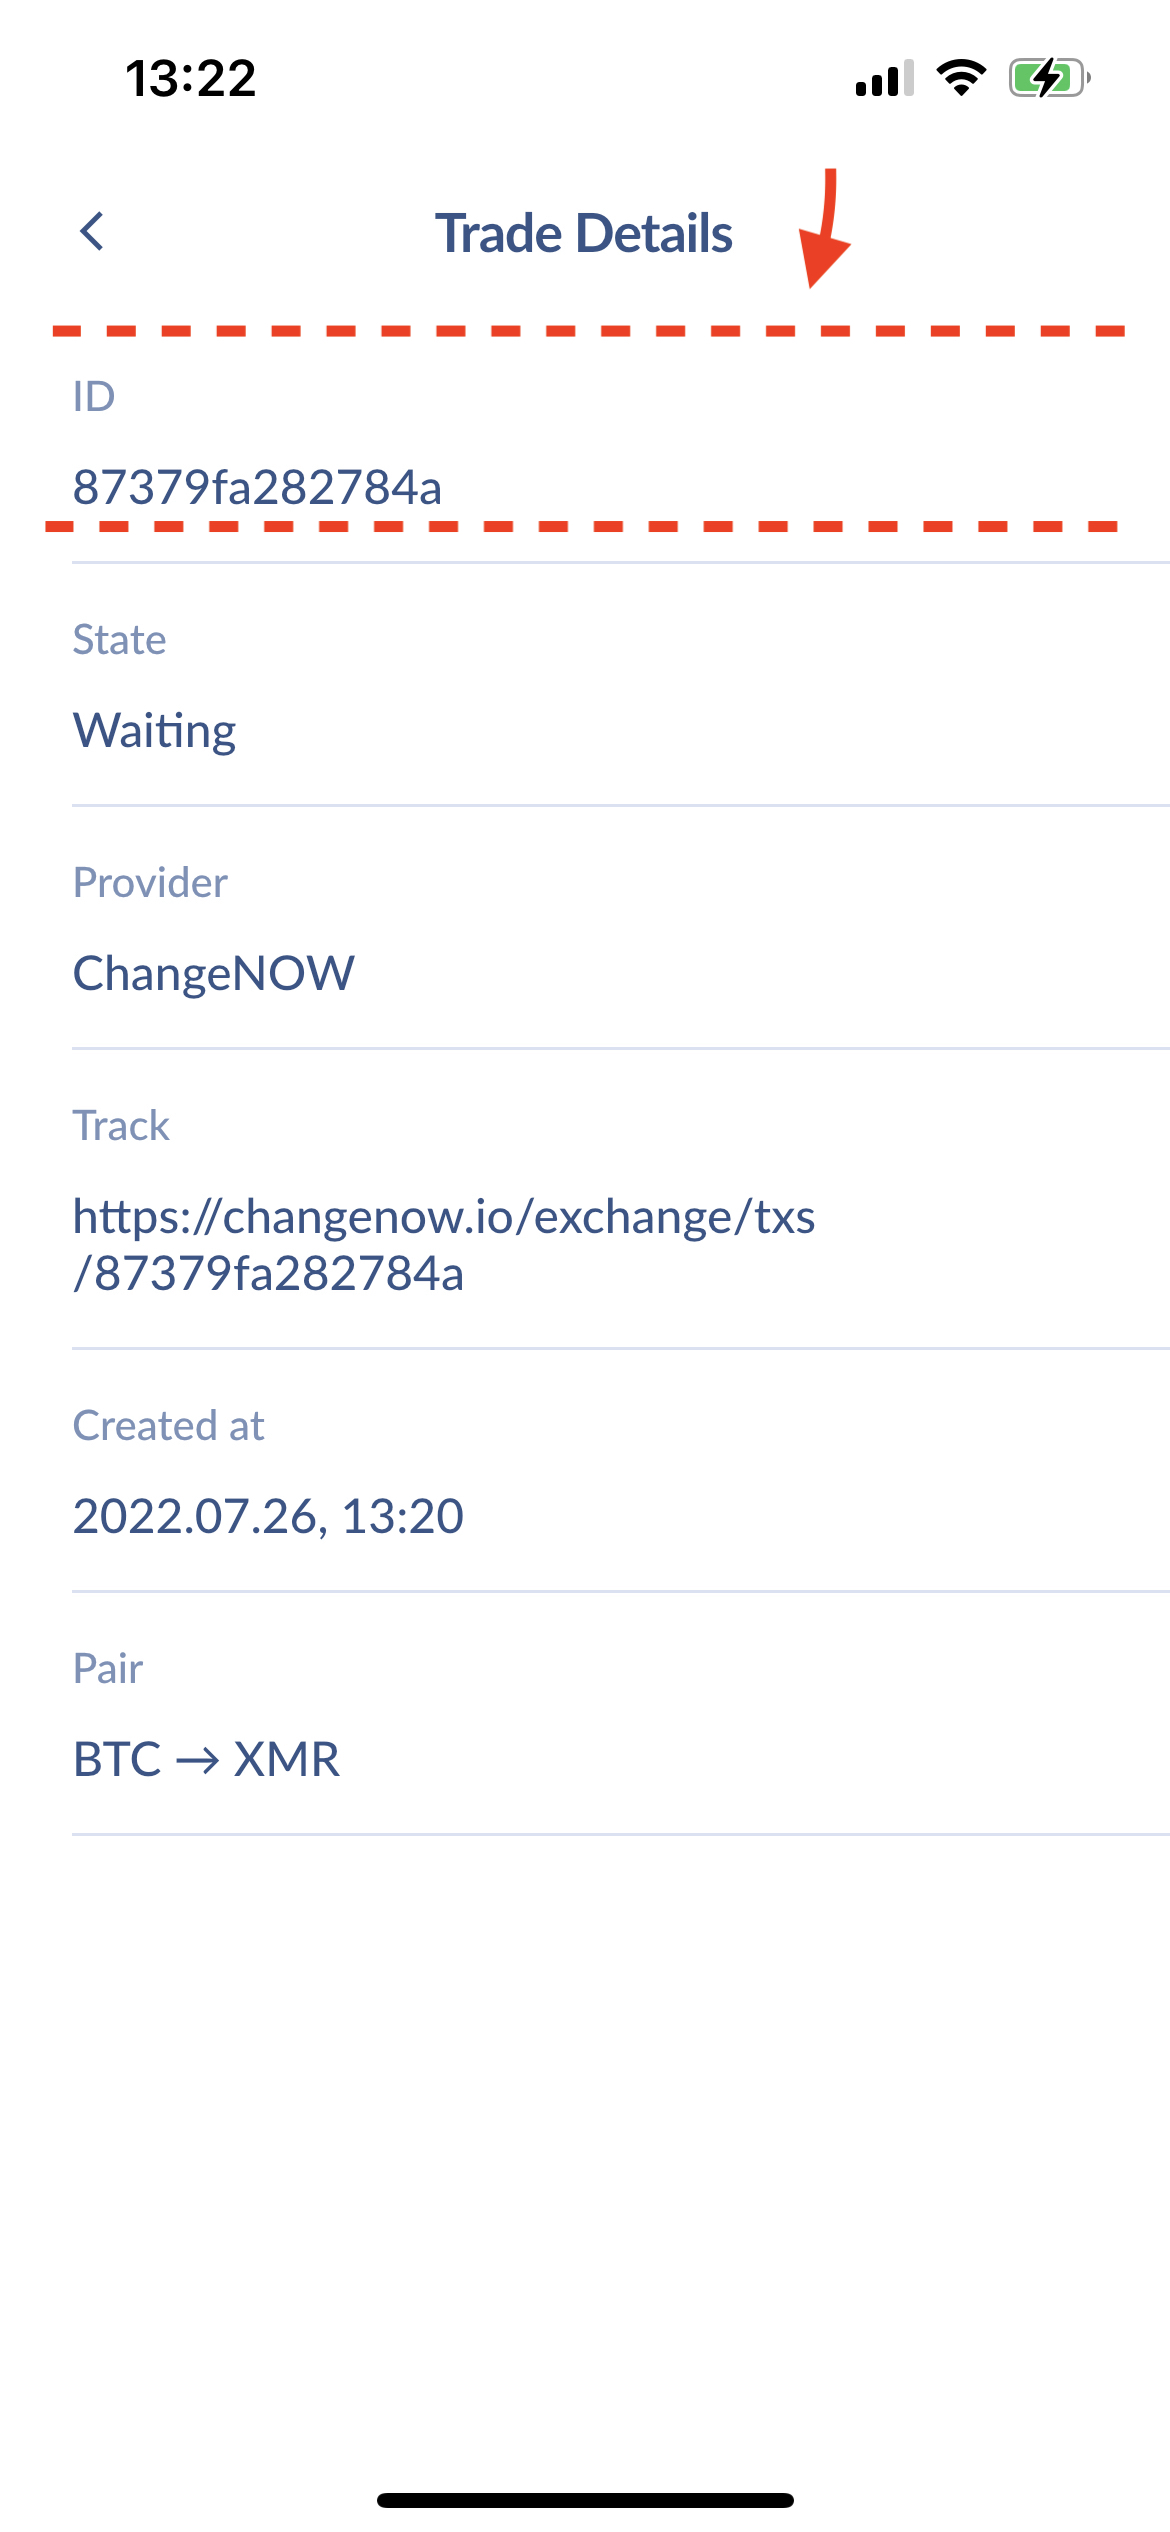 13:22
Trade Details
ID
87379fa282784a
State
Waiting
Provider
ChangeNOW
Track
https://changenow.io/exchange/txs
/87379fa282784a
Created at
2022.07.26, 13:20
Pair
BTC → XMR